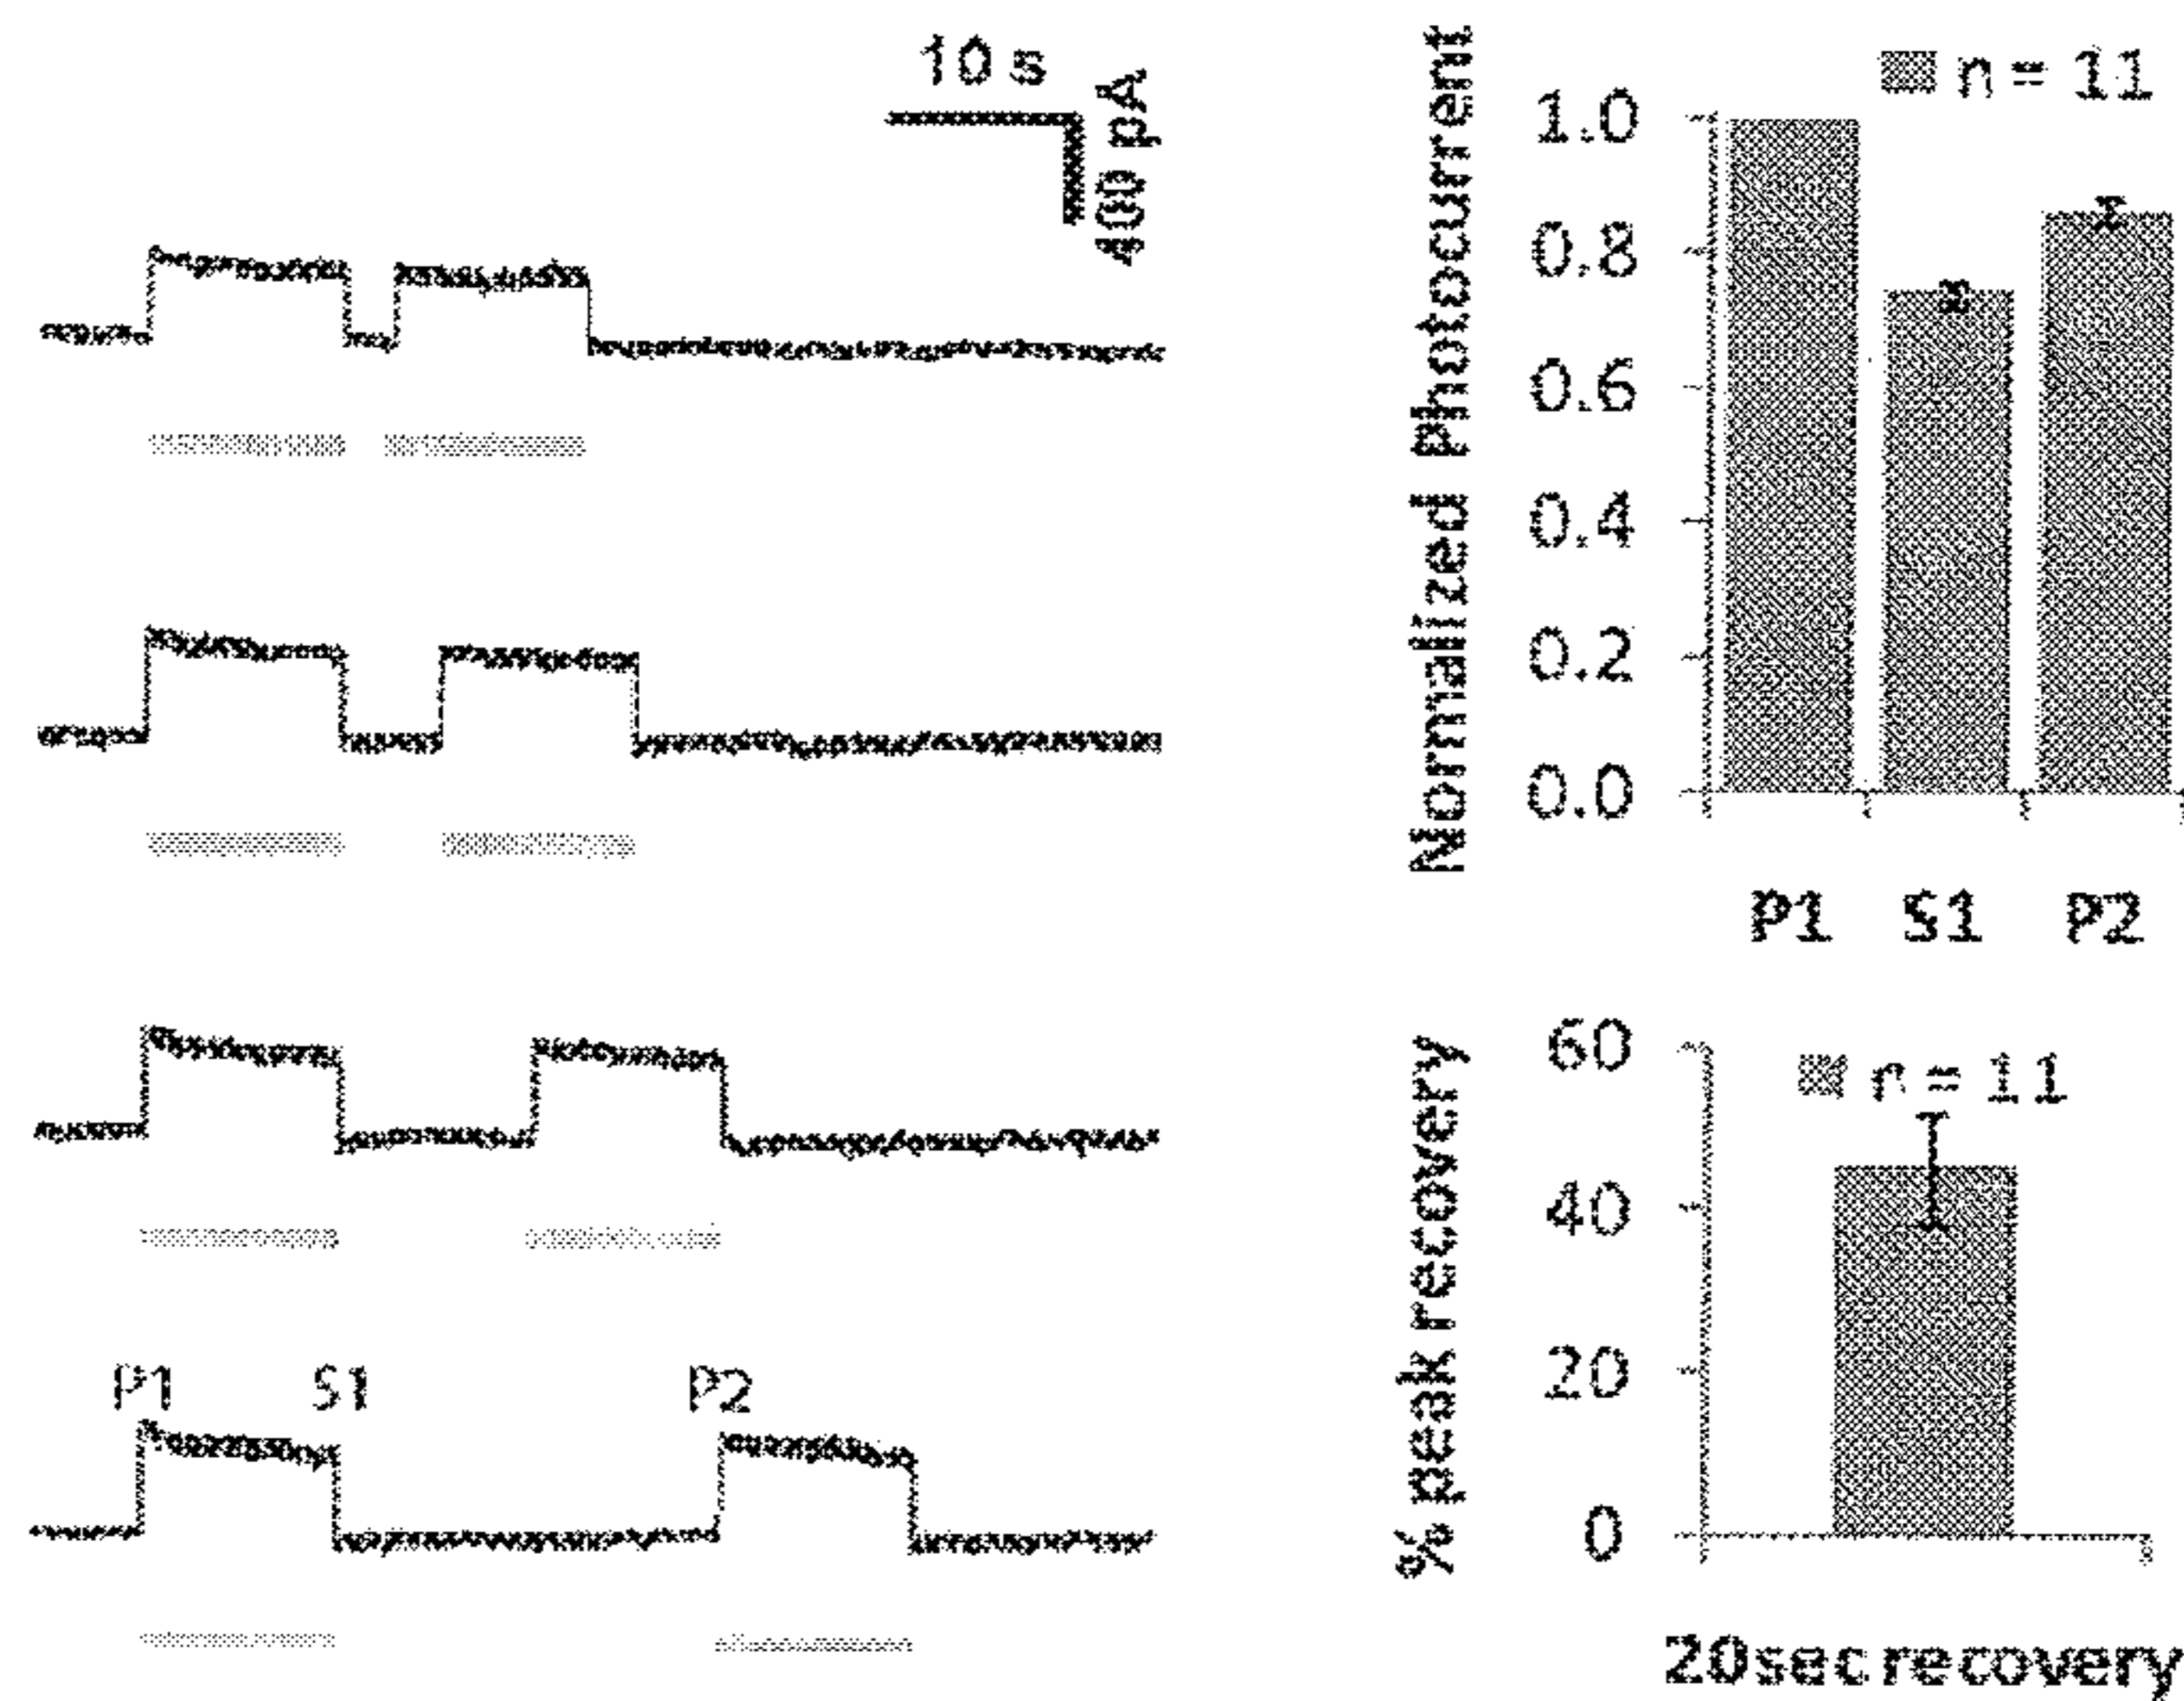 10 s
400 pA
P1 S1 P2
Normalized Photocurrent
n = 11
1.0
0.8
0.6
0.4
0.2
0.0
P1 S1 P2
% peak recovery
n = 11
60
40
20
0
20sec recovery